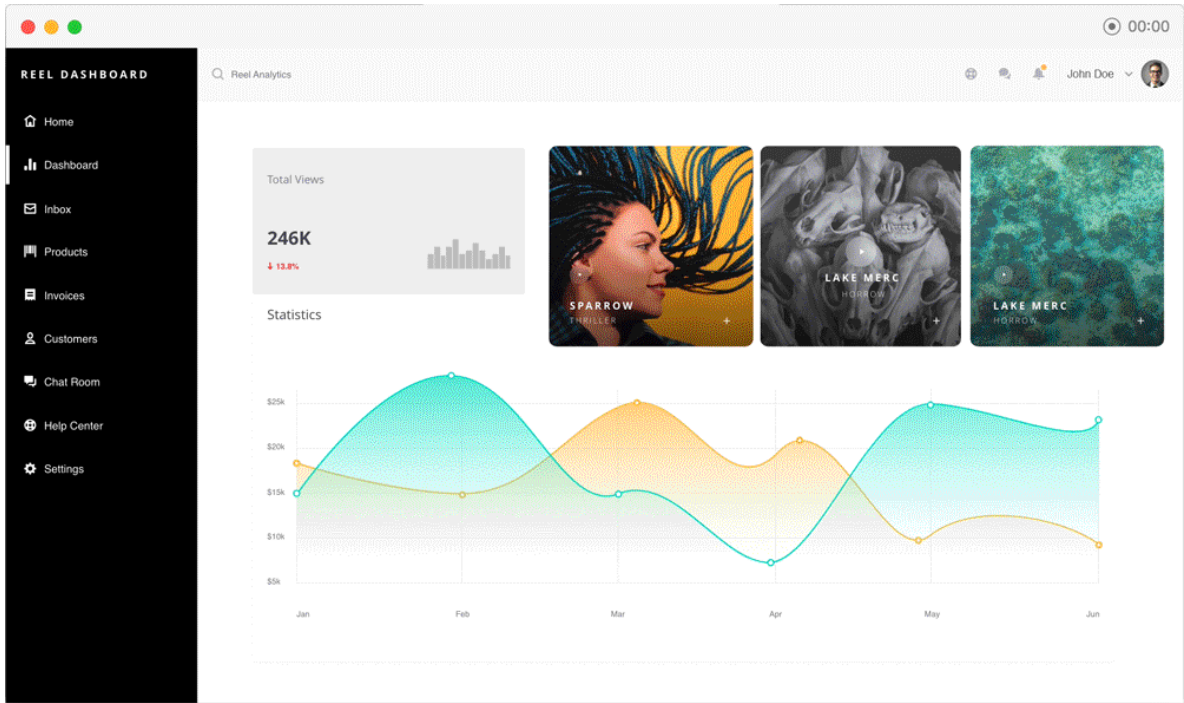 00:00
REEL DASHBOARD
Reel Analytics
John Doe
Home
Dashboard
Inbox
Products
Invoices
Customers
Chat Room
Help Center
Settings
Total Views
246K
↓ 13.8%
SPARROW
THRILLER
+
LAKE MERC
HORROW
+
LAKE MERC
HORROW
+
Statistics
$25k
$20k
$15k
$10k
$5k
Jan Feb Mar Apr May Jun